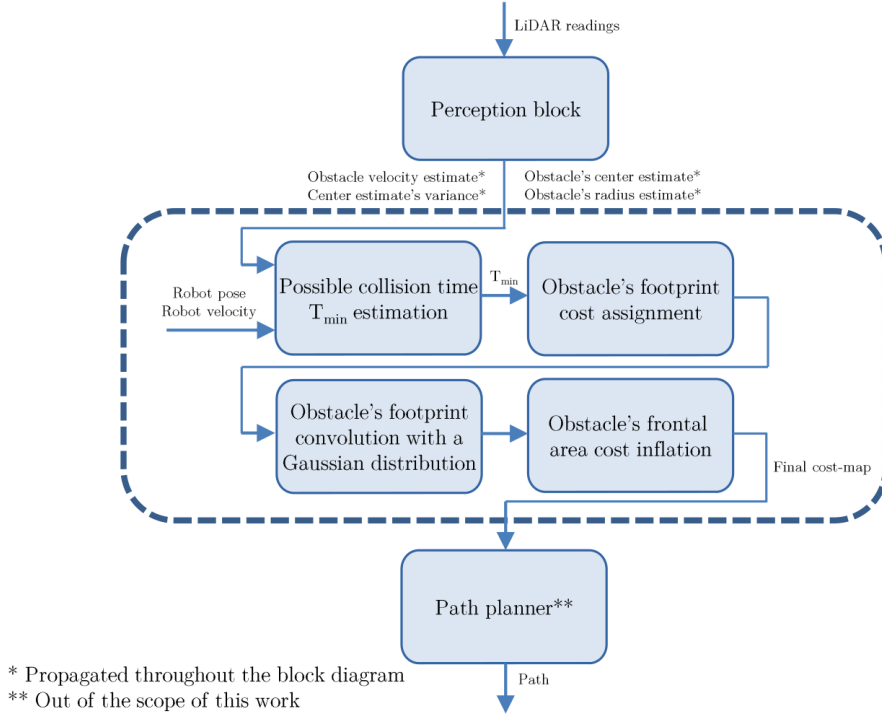 LiDAR readings
Perception block
Obstacle velocity estimate*
Center estimate's variance*
Obstacle's center estimate*
Obstacle's radius estimate*
Robot pose
Robot velocity
Possible collision time
Tmin estimation
Tmin
Obstacle's footprint
cost assignment
Obstacle's footprint
convolution with a
Gaussian distribution
Obstacle's frontal
area cost inflation
Final cost-map
Path planner**
Path
* Propagated throughout the block diagram
** Out of the scope of this work